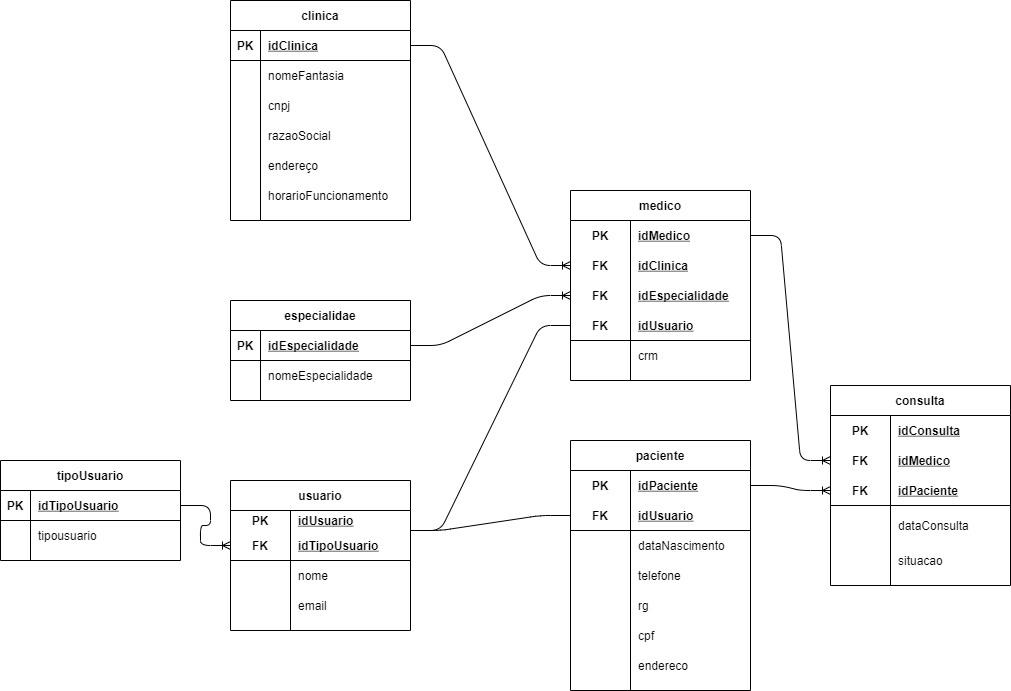 clinica
PK idClinica
nomeFantasia
cnpj
razaoSocial
endereço
horarioFuncionamento
medico
PK idMedico
FK idClinica
FK idEspecialidade
FK idUsuario
crm
especialidae
PK idEspecialidade
nomeEspecialidade
consulta
PK idConsulta
FK idMedico
FK idPaciente
dataConsulta
situacao
paciente
PK idPaciente
FK idUsuario
dataNascimento
telefone
rg
cpf
endereco
tipoUsuario
PK idTipoUsuario
tipousuario
usuario
PK idUsuario
FK idTipoUsuario
nome
email